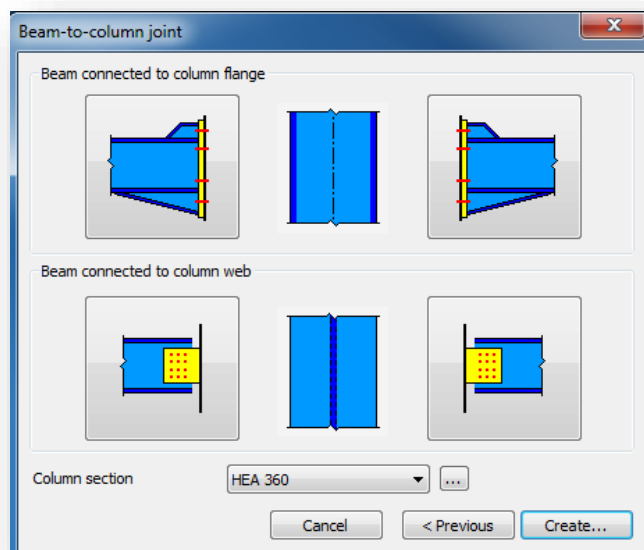 Beam-to-column joint
Beam connected to column flange
Beam connected to column web
Column section HEA 360 ...
Cancel < Previous Create...